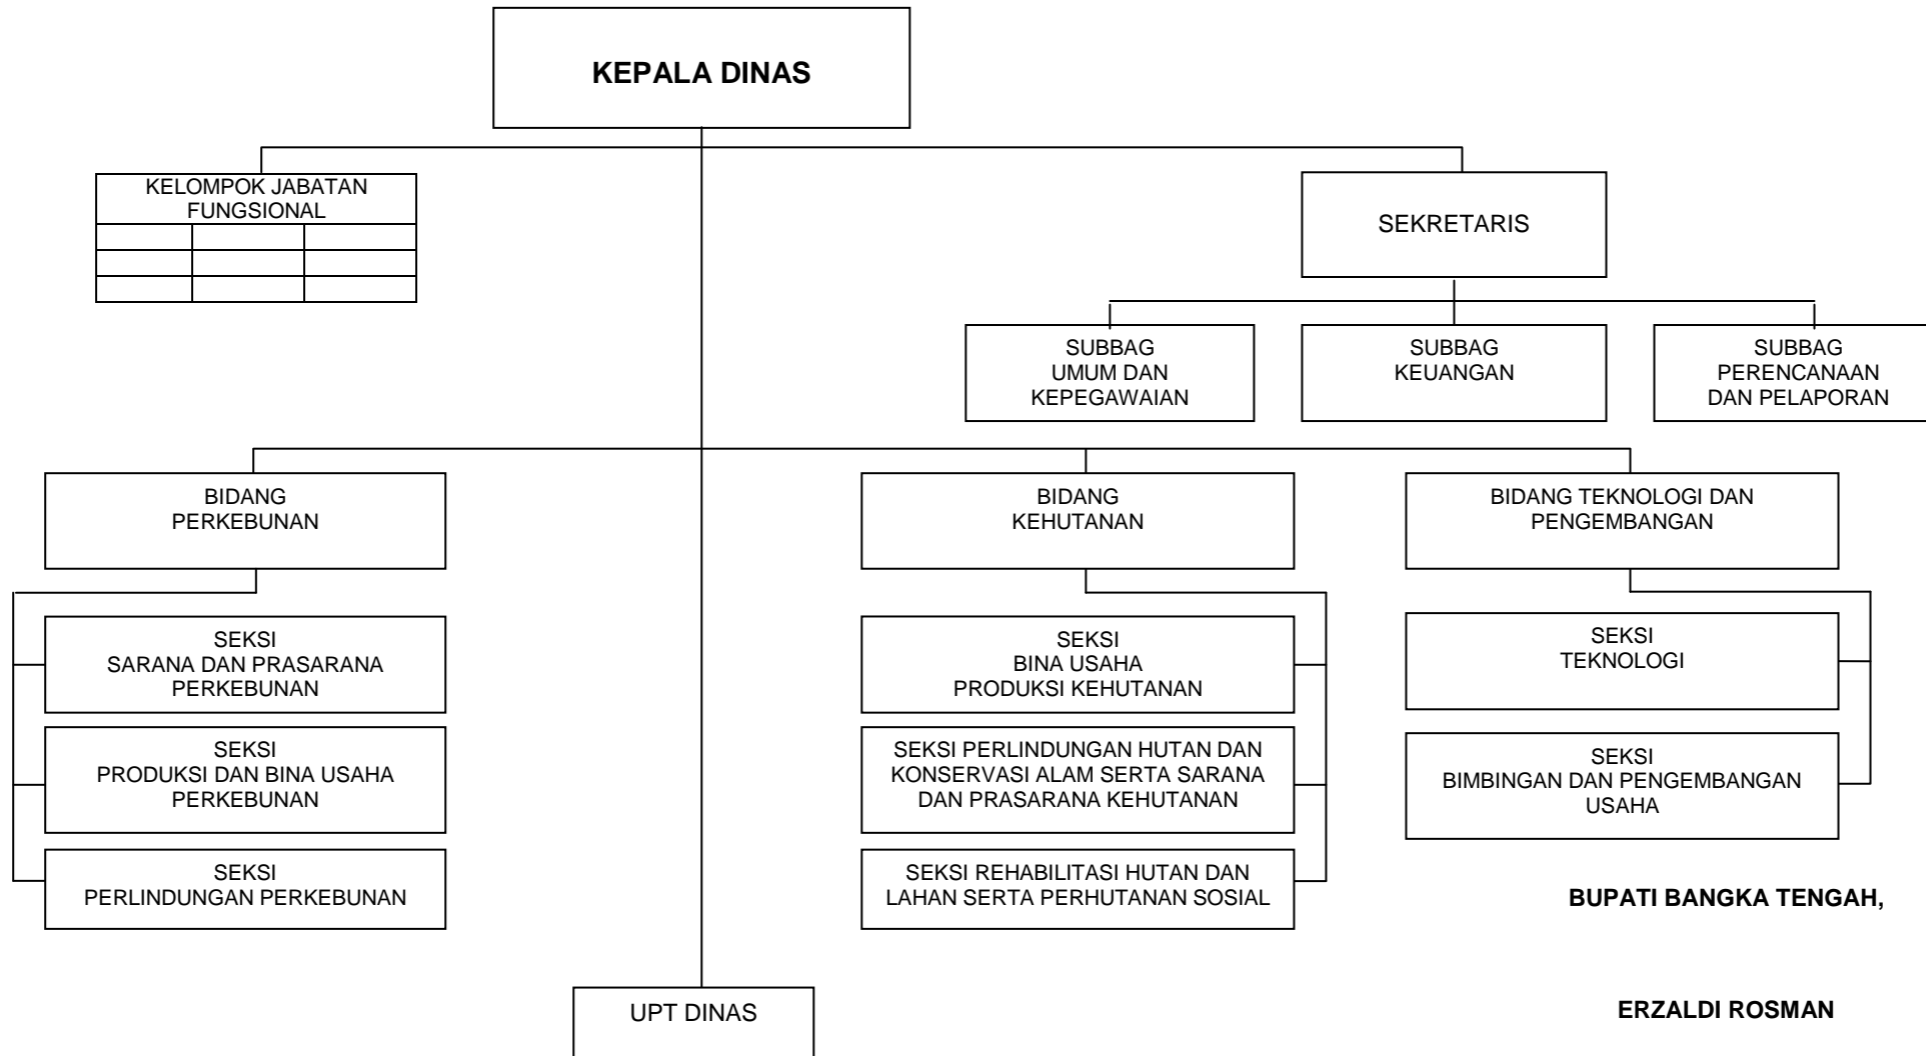 KEPALA DINAS
KELOMPOK JABATAN
FUNGSIONAL
SEKRETARIS
SUBBAG
UMUM DAN
KEPEGAWAIAN
SUBBAG
KEUANGAN
SUBBAG
PERENCANAAN
DAN PELAPORAN
BIDANG
PERKEBUNAN
BIDANG
KEHUTANAN
BIDANG TEKNOLOGI DAN
PENGEMBANGAN
SEKSI
SARANA DAN PRASARANA
PERKEBUNAN
SEKSI
PRODUKSI DAN BINA USAHA
PERKEBUNAN
SEKSI
PERLINDUNGAN PERKEBUNAN
SEKSI
BINA USAHA
PRODUKSI KEHUTANAN
SEKSI PERLINDUNGAN HUTAN DAN
KONSERVASI ALAM SERTA SARANA
DAN PRASARANA KEHUTANAN
SEKSI REHABILITASI HUTAN DAN
LAHAN SERTA PERHUTANAN SOSIAL
SEKSI
TEKNOLOGI
SEKSI
BIMBINGAN DAN PENGEMBANGAN
USAHA
UPT DINAS
BUPATI BANGKA TENGAH,
ERZALDI ROSMAN